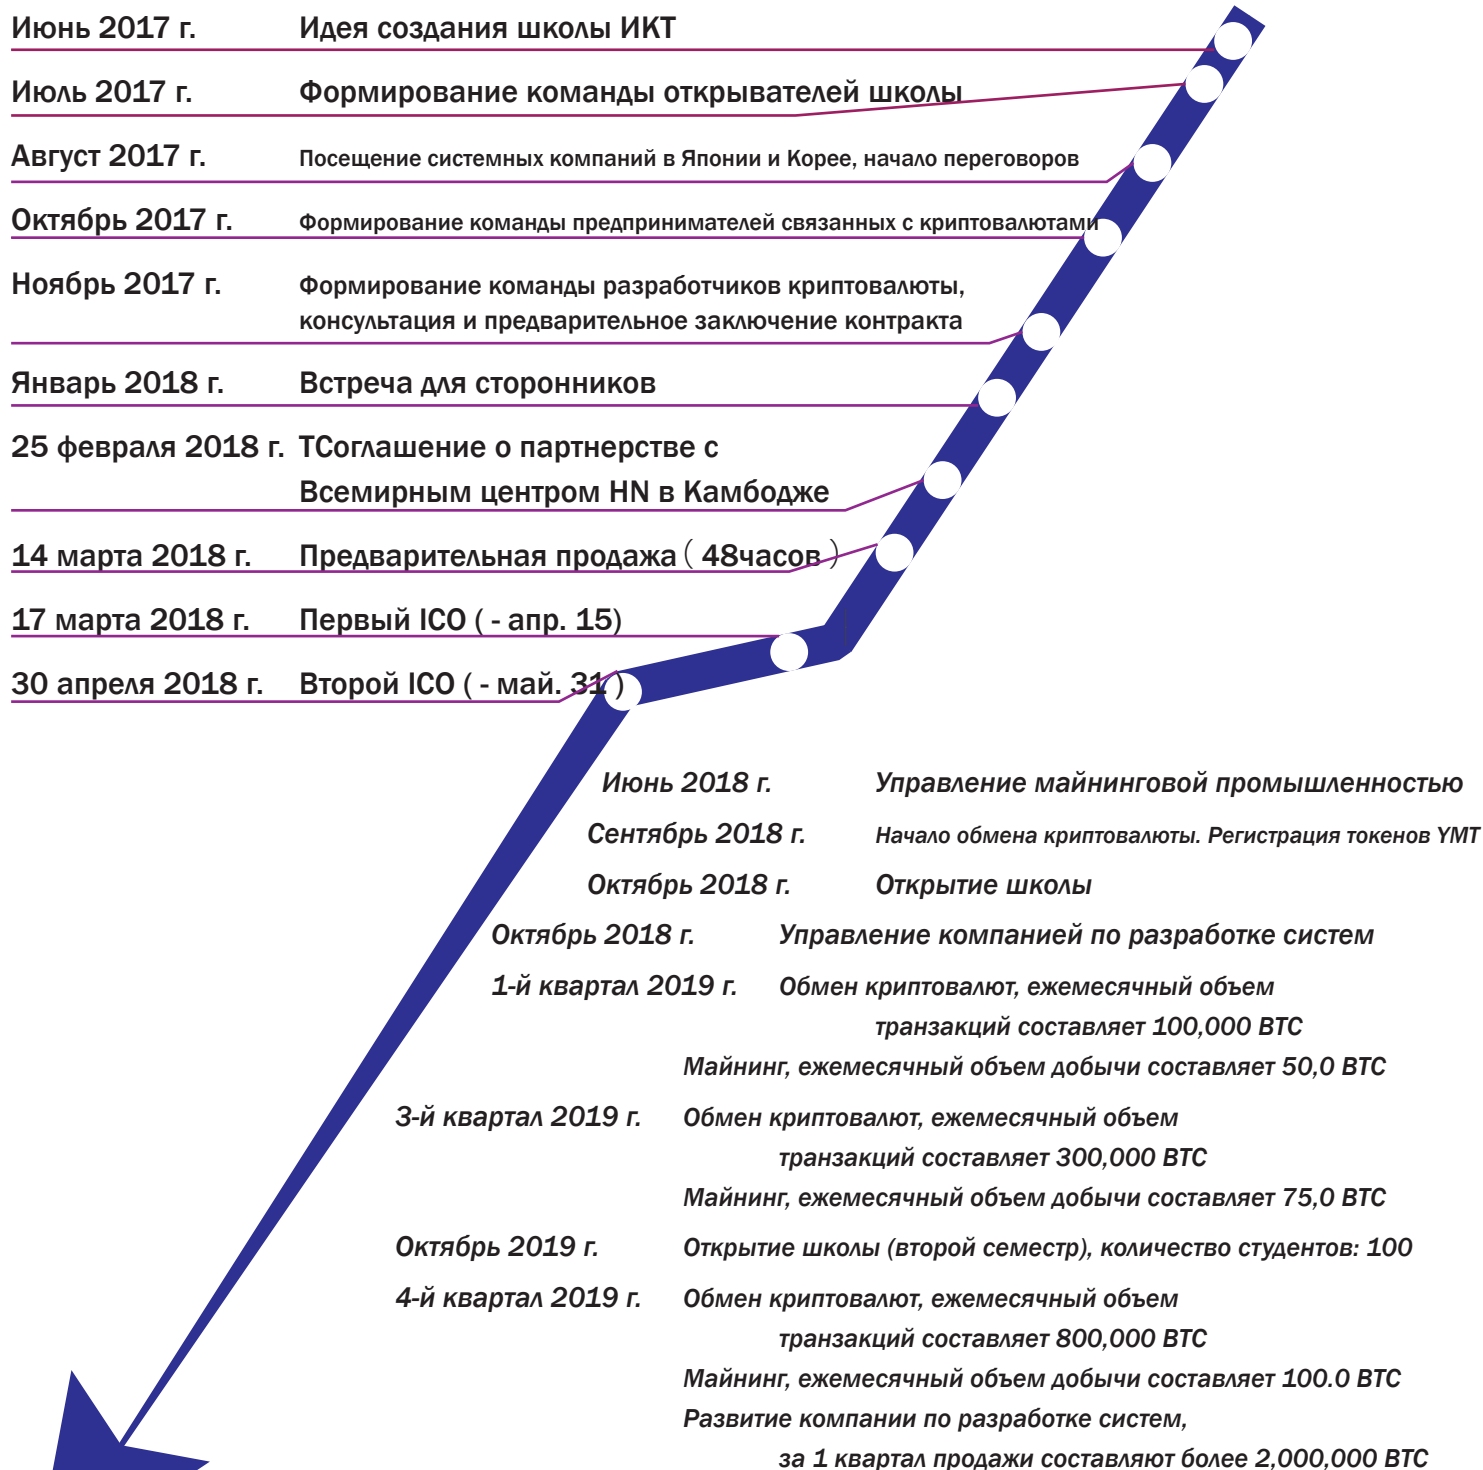 Июнь 2017 г. Идея создания школы ИКТ
Июль 2017 г. Формирование команды открывателей школы
Август 2017 г. Посещение системных компаний в Японии и Корее, начало переговоров
Октябрь 2017 г. Формирование команды предпринимателей связанных с криптовалютами
Ноябрь 2017 г. Формирование команды разработчиков криптовалюты,
консультация и предварительное заключение контракта
Январь 2018 г. Встреча для сторонников
25 февраля 2018 г. ТСоглашение о партнерстве с
Всемирным центром HN в Камбодже
14 марта 2018 г. Предварительная продажа ( 48часов )
17 марта 2018 г. Первый ICO ( - апр. 15)
30 апреля 2018 г. Второй ICO ( - май. 31 )
Июнь 2018 г. Управление майнинговой промышленностью
Сентябрь 2018 г. Начало обмена криптовалюты. Регистрация токенов YMT
Октябрь 2018 г. Открытие школы
Октябрь 2018 г. Управление компанией по разработке систем
1-й квартал 2019 г. Обмен криптовалют, ежемесячный объем
транзакций составляет 100,000 BTC
Майнинг, ежемесячный объем добычи составляет 50,0 BTC
3-й квартал 2019 г. Обмен криптовалют, ежемесячный объем
транзакций составляет 300,000 BTC
Майнинг, ежемесячный объем добычи составляет 75,0 BTC
Октябрь 2019 г. Открытие школы (второй семестр), количество студентов: 100
4-й квартал 2019 г. Обмен криптовалют, ежемесячный объем
транзакций составляет 800,000 BTC
Майнинг, ежемесячный объем добычи составляет 100.0 BTC
Развитие компании по разработке систем,
за 1 квартал продажи составляют более 2,000,000 BTC